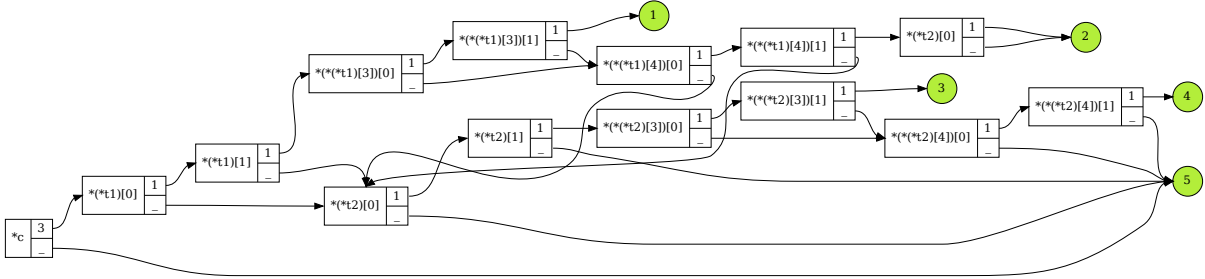 *c 3 _
*(*t1)[0] 1 _
*(*t1)[1] 1 _
*(*(*t1)[3])[0] 1 _
*(*(*t1)[3])[1] 1 _
1
*(*(*t1)[4])[0] 1 _
*(*(*t1)[4])[1] 1 _
*(*t2)[0] 1 _
2
*(*t2)[0] 1 _
*(*t2)[1] 1 _
*(*(*t2)[3])[0] 1 _
*(*(*t2)[3])[1] 1 _
3
*(*(*t2)[4])[0] 1 _
*(*(*t2)[4])[1] 1 _
4
5